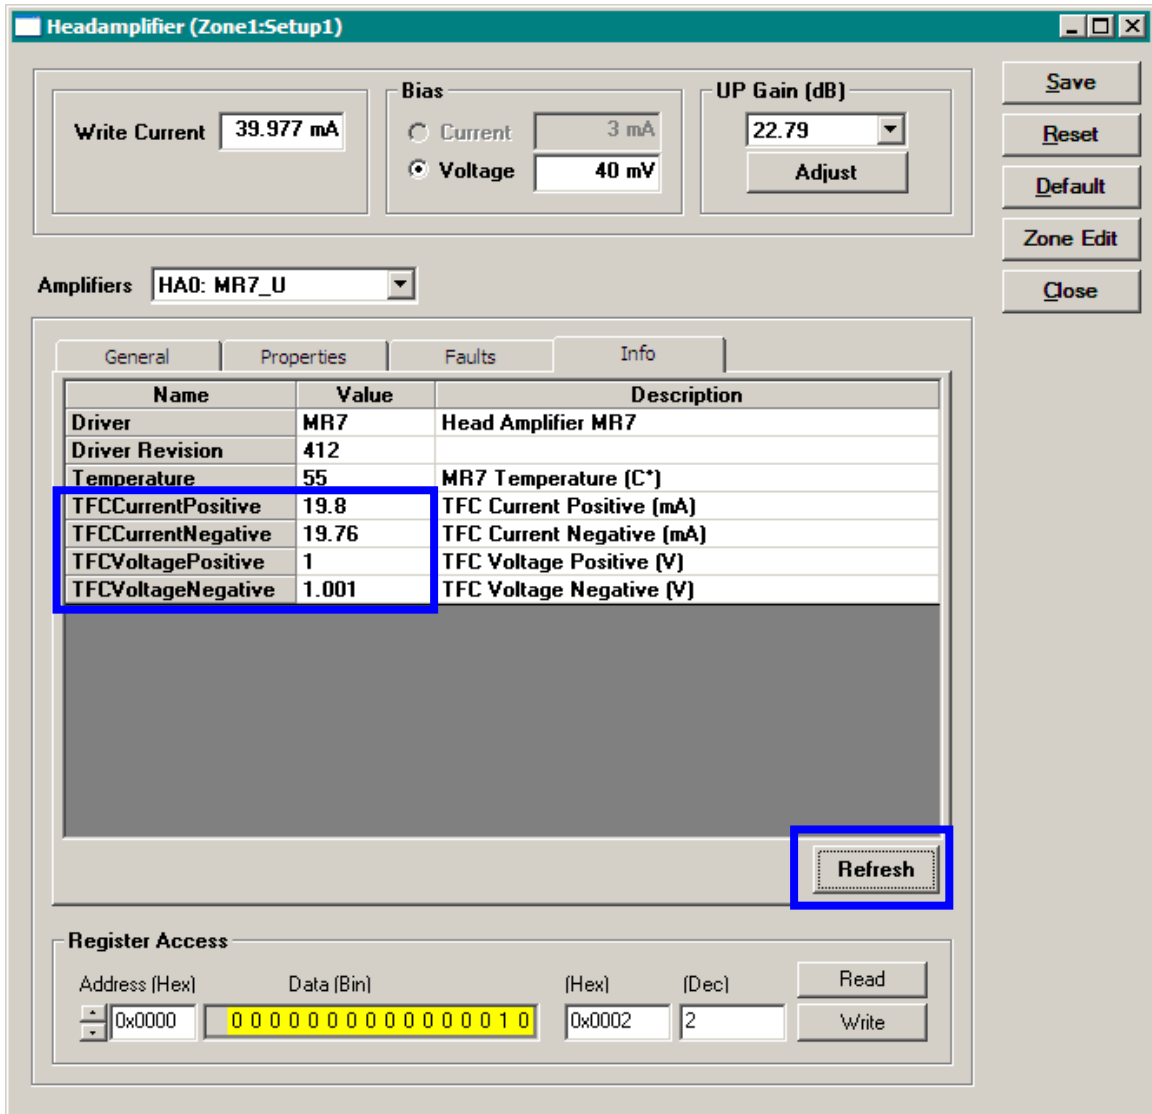 Headamplifier (Zone1:Setup1)
Write Current 39.977 mA
Bias
Current 3 mA
Voltage 40 mV
UP Gain (dB)
22.79
Adjust
Save
Reset
Default
Zone Edit
Close
Amplifiers HA0: MR7_U
General Properties Faults Info
Name Value Description
Driver MR7 Head Amplifier MR7
Driver Revision 412
Temperature 55 MR7 Temperature (C*)
TFCCurrentPositive 19.8 TFC Current Positive (mA)
TFCCurrentNegative 19.76 TFC Current Negative (mA)
TFCVoltagePositive 1 TFC Voltage Positive (V)
TFCVoltageNegative 1.001 TFC Voltage Negative (V)
Refresh
Register Access
Address (Hex) Data (Bin) (Hex) (Dec) Read
0x0000 0 0 0 0 0 0 0 0 0 0 0 0 0 0 1 0 0x0002 2 Write